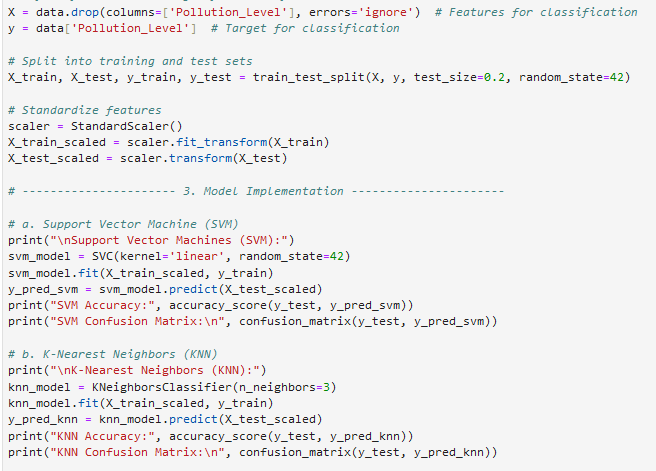 X = data.drop(columns=['Pollution_Level'], errors='ignore')  # Features for classification
y = data['Pollution_Level']  # Target for classification
# Split into training and test sets
X_train, X_test, y_train, y_test = train_test_split(X, y, test_size=0.2, random_state=42)
# Standardize features
scaler = StandardScaler()
X_train_scaled = scaler.fit_transform(X_train)
X_test_scaled = scaler.transform(X_test)
# ---------------------- 3. Model Implementation ----------------------
# a. Support Vector Machine (SVM)
print("\nSupport Vector Machines (SVM):")
svm_model = SVC(kernel='linear', random_state=42)
svm_model.fit(X_train_scaled, y_train)
y_pred_svm = svm_model.predict(X_test_scaled)
print("SVM Accuracy:", accuracy_score(y_test, y_pred_svm))
print("SVM Confusion Matrix:\n", confusion_matrix(y_test, y_pred_svm))
# b. K-Nearest Neighbors (KNN)
print("\nK-Nearest Neighbors (KNN):")
knn_model = KNeighborsClassifier(n_neighbors=3)
knn_model.fit(X_train_scaled, y_train)
y_pred_knn = knn_model.predict(X_test_scaled)
print("KNN Accuracy:", accuracy_score(y_test, y_pred_knn))
print("KNN Confusion Matrix:\n", confusion_matrix(y_test, y_pred_knn))